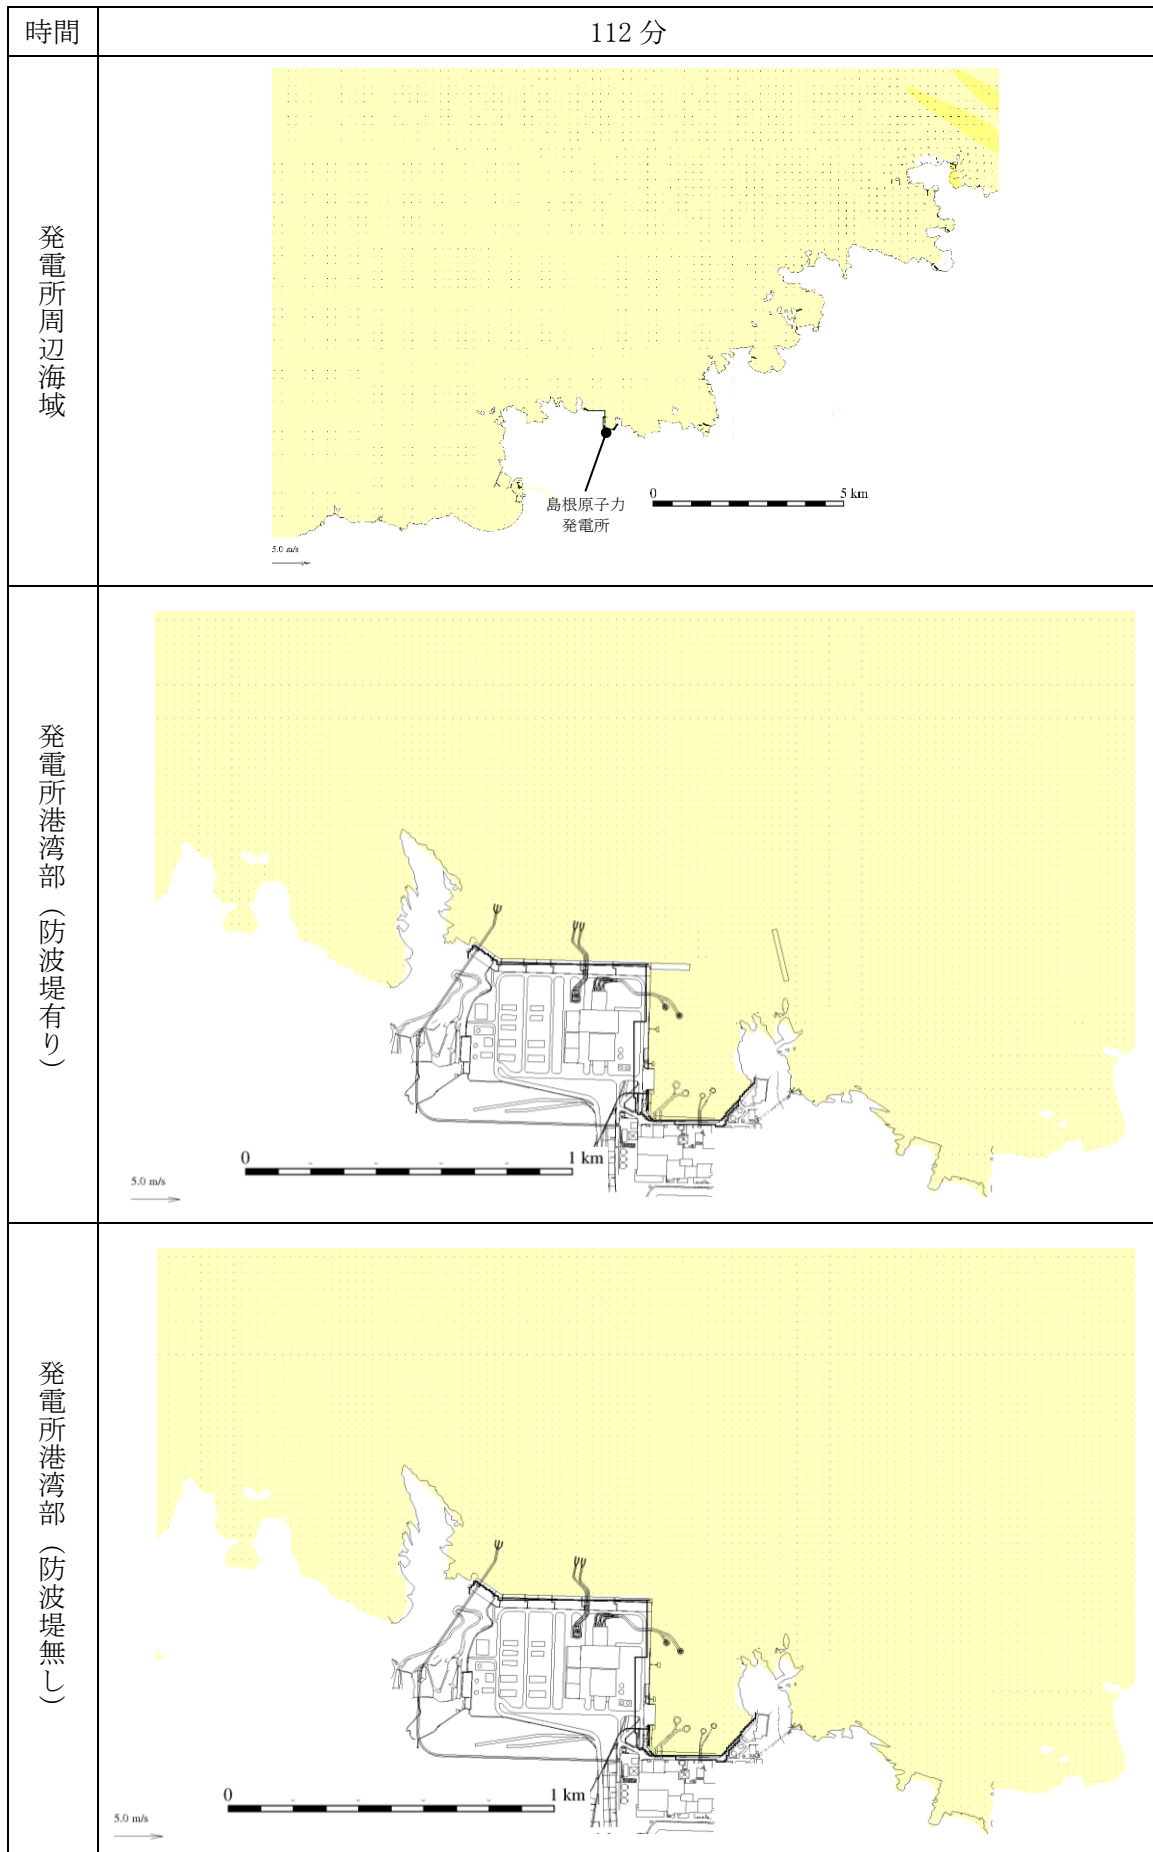 時間
112 分
発電所周辺海域
島根原子力
発電所
0
5 km
5.0 m/s
発電所港湾部（防波堤有り）
0
1 km
5.0 m/s
発電所港湾部（防波堤無し）
0
1 km
5.0 m/s